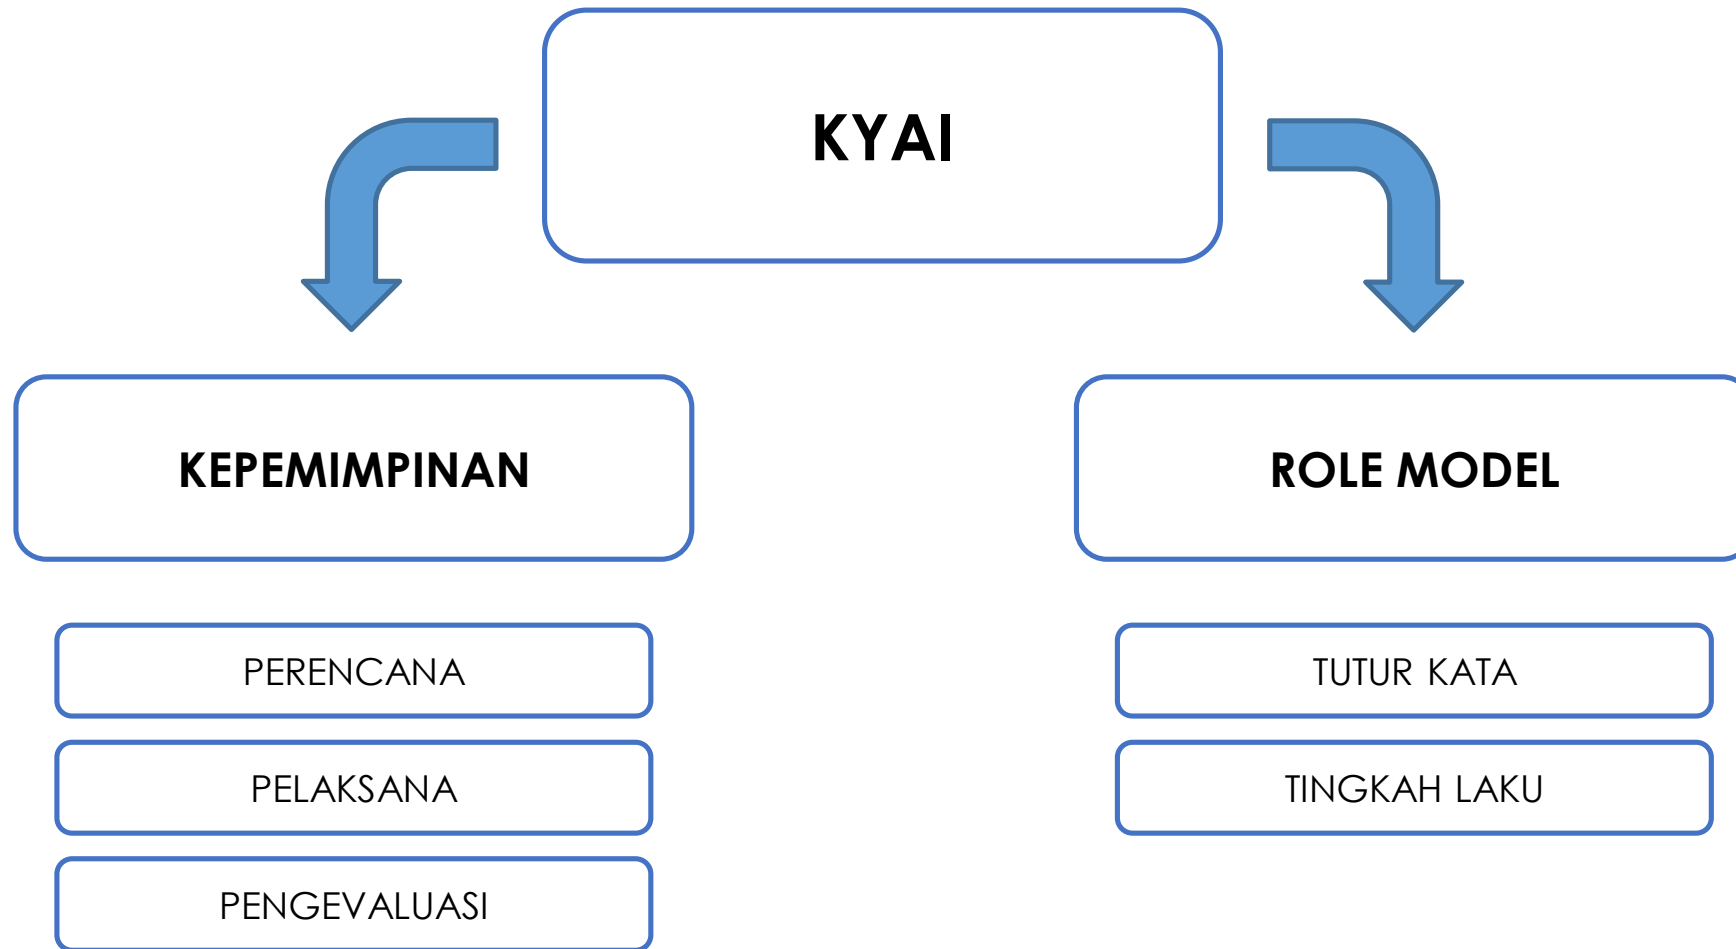 KYAI
KEPEMIMPINAN
PERENCANA
PELAKSANA
PENGEVALUASI
ROLE MODEL
TUTUR KATA
TINGKAH LAKU